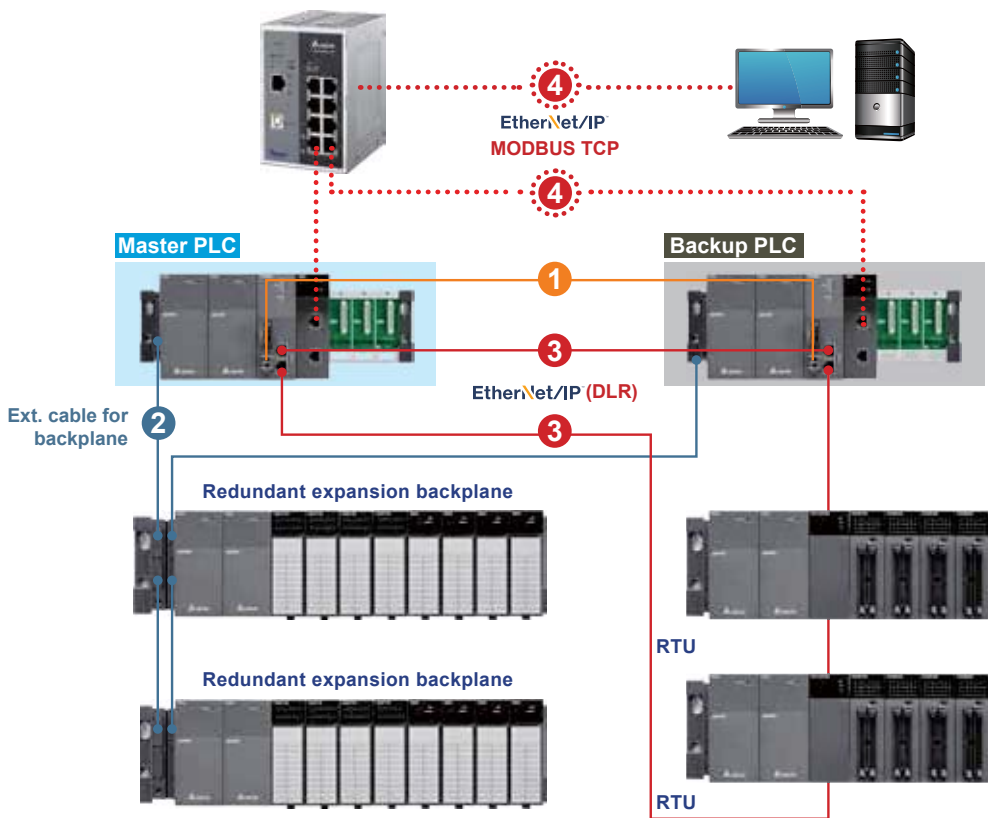 4
EtherNet/IP
MODBUS TCP
4
Master PLC
Backup PLC
1
3
EtherNet/IP (DLR)
Ext. cable for
backplane
2
3
Redundant expansion backplane
RTU
Redundant expansion backplane
RTU